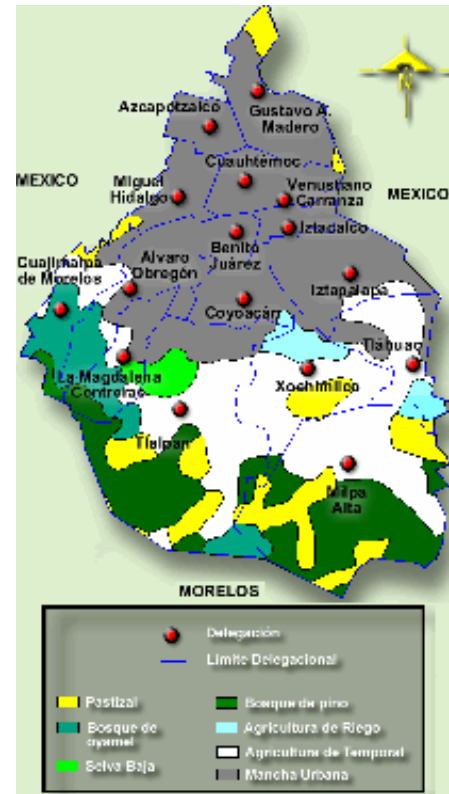 N
Azcapotzalco
Gustavo A.
Madero
Cuauhtémoc
MEXICO
Miguel
Hidalgo
Venustiano
Carranza
MEXICO
Iztadalco
Alvaro
Obregón
Benito
Juárez
Cuajimalpa
de Morelos
Iztapalapa
Coyoacán
Tláhuac
La Magdalena
Contreras
Xochimilco
Tlalpan
Milpa
Alta
MORELOS
Delegación
Limite Delegacional
Pastizal
Bosque de pino
Bosque de
oyamel
Agricultura de Riego
Agricultura de Temporal
Selva Baja
Mancha Urbana